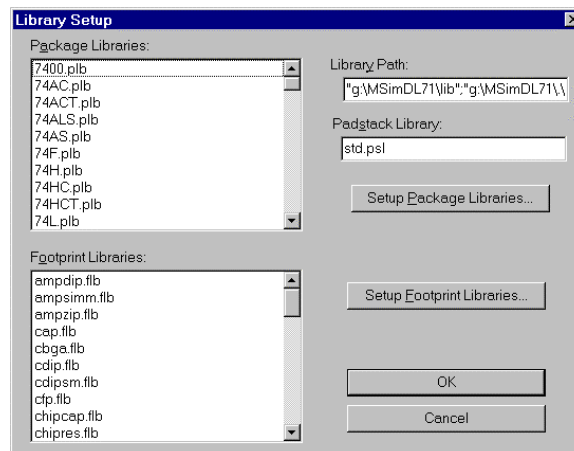 Library Setup
Package Libraries:
7400.plb
74AC.plb
74ACT.plb
74ALS.plb
74AS.plb
74F.plb
74H.plb
74HC.plb
74HCT.plb
74L.plb
Library Path:
"g:\MSimDL71\lib";"g:\MSimDL71\.\
Padstack Library:
std.psl
Setup Package Libraries...
Footprint Libraries:
ampdip.flb
ampsimm.flb
ampzip.flb
cap.flb
cbga.flb
cdip.flb
cdipsm.flb
cfp.flb
chipcap.flb
chipres.flb
Setup Footprint Libraries...
OK
Cancel